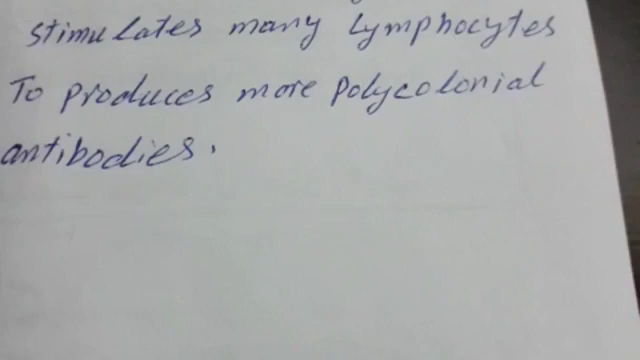 stimulates many lymphocytes
To produces more polycolonial
antibodies.